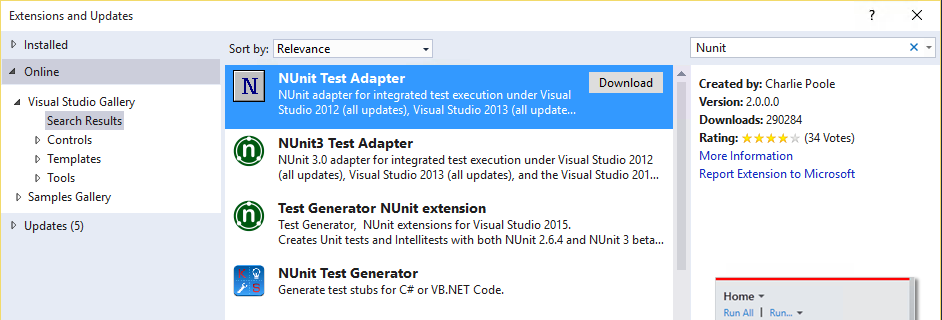 Extensions and Updates
Installed
Sort by: Relevance
Nunit
Online
Visual Studio Gallery
Search Results
Controls
Templates
Tools
Samples Gallery
Updates (5)
N
NUnit Test Adapter
Download
NUnit adapter for integrated test execution under Visual
Studio 2012 (all updates), Visual Studio 2013 (all update...
n
NUnit3 Test Adapter
NUnit 3.0 adapter for integrated test execution under Visual Studio 2012
(all updates), Visual Studio 2013 (all updates), and the Visual Studio 201...
n
Test Generator NUnit extension
Test Generator, NUnit extensions for Visual Studio 2015.
Creates Unit tests and Intellitests with both NUnit 2.6.4 and NUnit 3 beta...
NUnit Test Generator
Generate test stubs for C# or VB.NET Code.
Created by: Charlie Poole
Version: 2.0.0.0
Downloads: 290284
Rating: (34 Votes)
More Information
Report Extension to Microsoft
Home
Run All | Run...